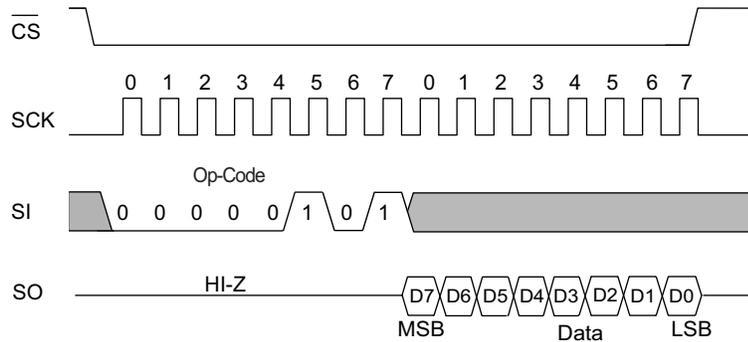 CS
0 1 2 3 4 5 6 7 0 1 2 3 4 5 6 7
SCK
Op-Code
SI 0 0 0 0 0 1 0 1
HI-Z
SO D7 D6 D5 D4 D3 D2 D1 D0
MSB Data LSB